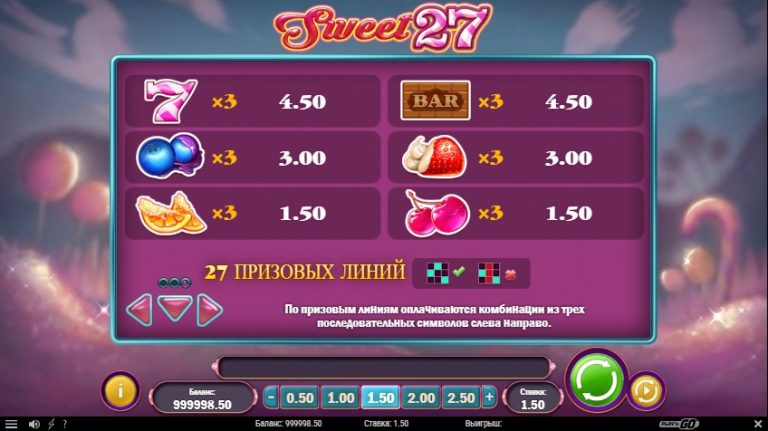 Sweet 27
7 ×3 4.50 BAR ×3 4.50
×3 3.00 ×3 3.00
×3 1.50 ×3 1.50
27 ПРИЗОВЫХ ЛИНИЙ
По призовым линиям оплачиваются комбинации из трех
последовательных символов слева направо.
i
Баланс:
999998.50
- 0.50 1.00 1.50 2.00 2.50 +
Ставка:
1.50
? Баланс: 999998.50 Ставка: 1.50 Выигрыш: PLAY'n GO